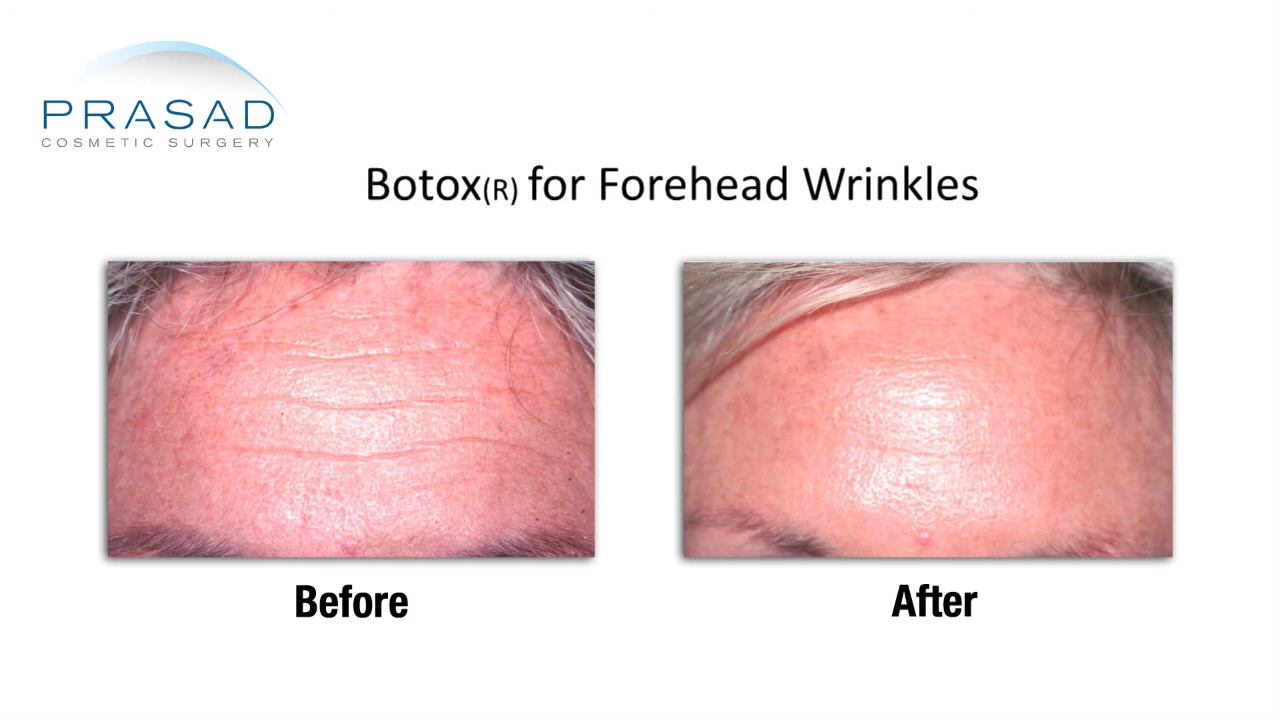 PRASAD
COSMETIC SURGERY
Botox(R) for Forehead Wrinkles
Before
After